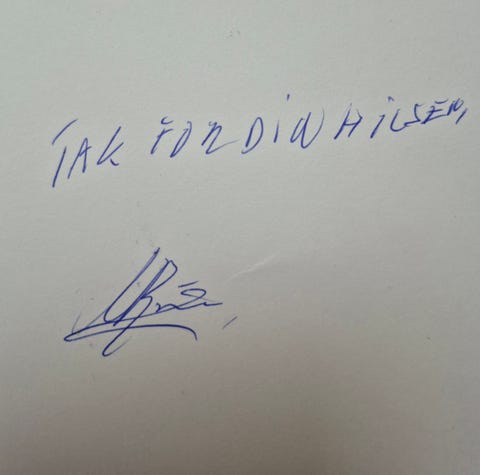 TAK FOR DIN HILSEN,